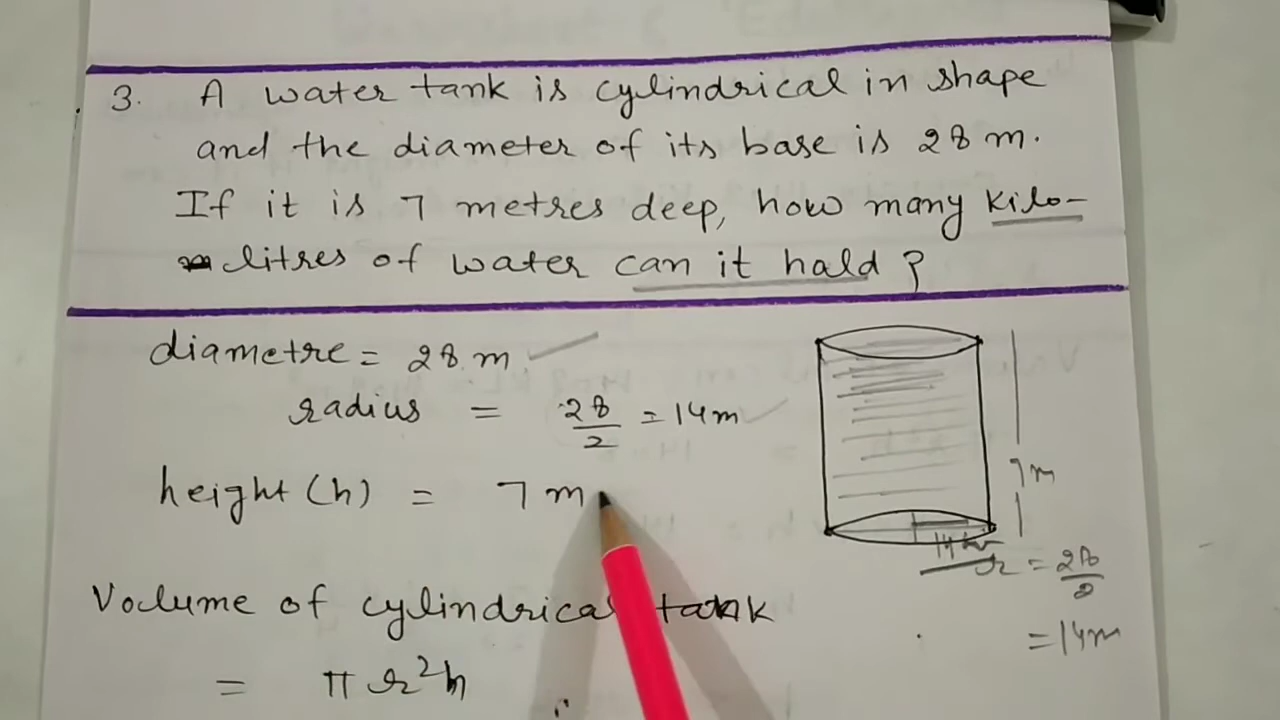 3. A water tank is cylindrical in shape
and the diameter of its base is 28 m.
If it is 7 metres deep, how many kilo-
litres of water can it hald ?
diametre = 28 m
radius = 28/2 = 14m
height (h) = 7 m
Volume of cylindrical tank
= π r²h
7m
14m
r = 28/2
= 14m